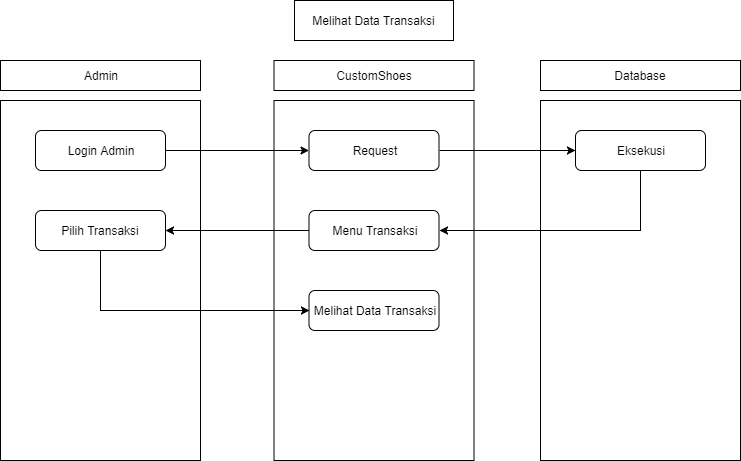 Melihat Data Transaksi
Admin
CustomShoes
Database
Login Admin
Request
Eksekusi
Pilih Transaksi
Menu Transaksi
Melihat Data Transaksi